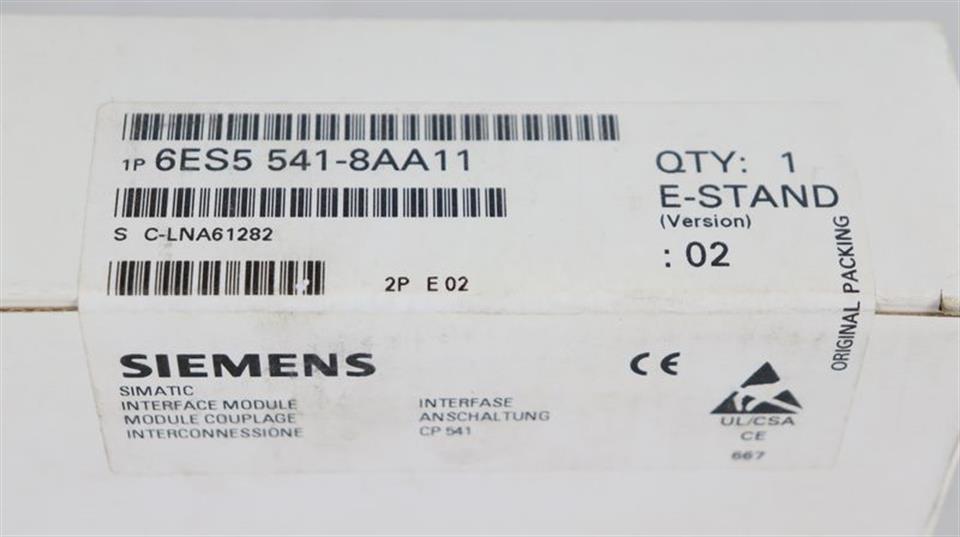 1P 6ES5 541-8AA11
QTY: 1
E-STAND
(Version)
: 02
S C-LNA61282
2P E 02
ORIGINAL PACKING
SIEMENS
SIMATIC
INTERFACE MODULE
MODULE COUPLAGE
INTERCONNESSIONE
INTERFASE
ANSCHALTUNG
CP 541
CE
UL/CSA
CE
667